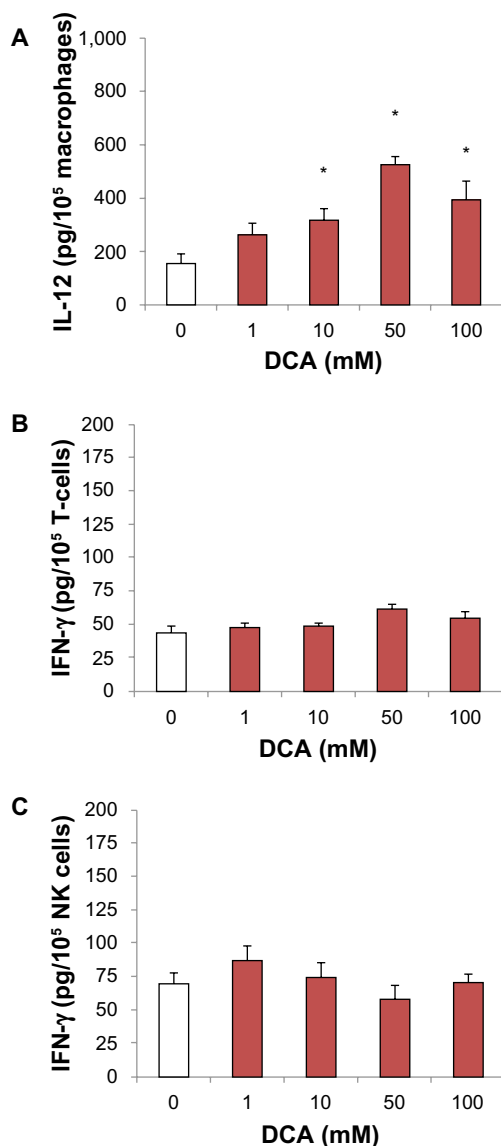 A
IL-12 (pg/10⁵ macrophages)
1,000
800
600
400
200
0
*
*
*
0 1 10 50 100
DCA (mM)
B
IFN-γ (pg/10⁵ T-cells)
200
175
150
125
100
75
50
25
0
0 1 10 50 100
DCA (mM)
C
IFN-γ (pg/10⁵ NK cells)
200
175
150
125
100
75
50
25
0
0 1 10 50 100
DCA (mM)